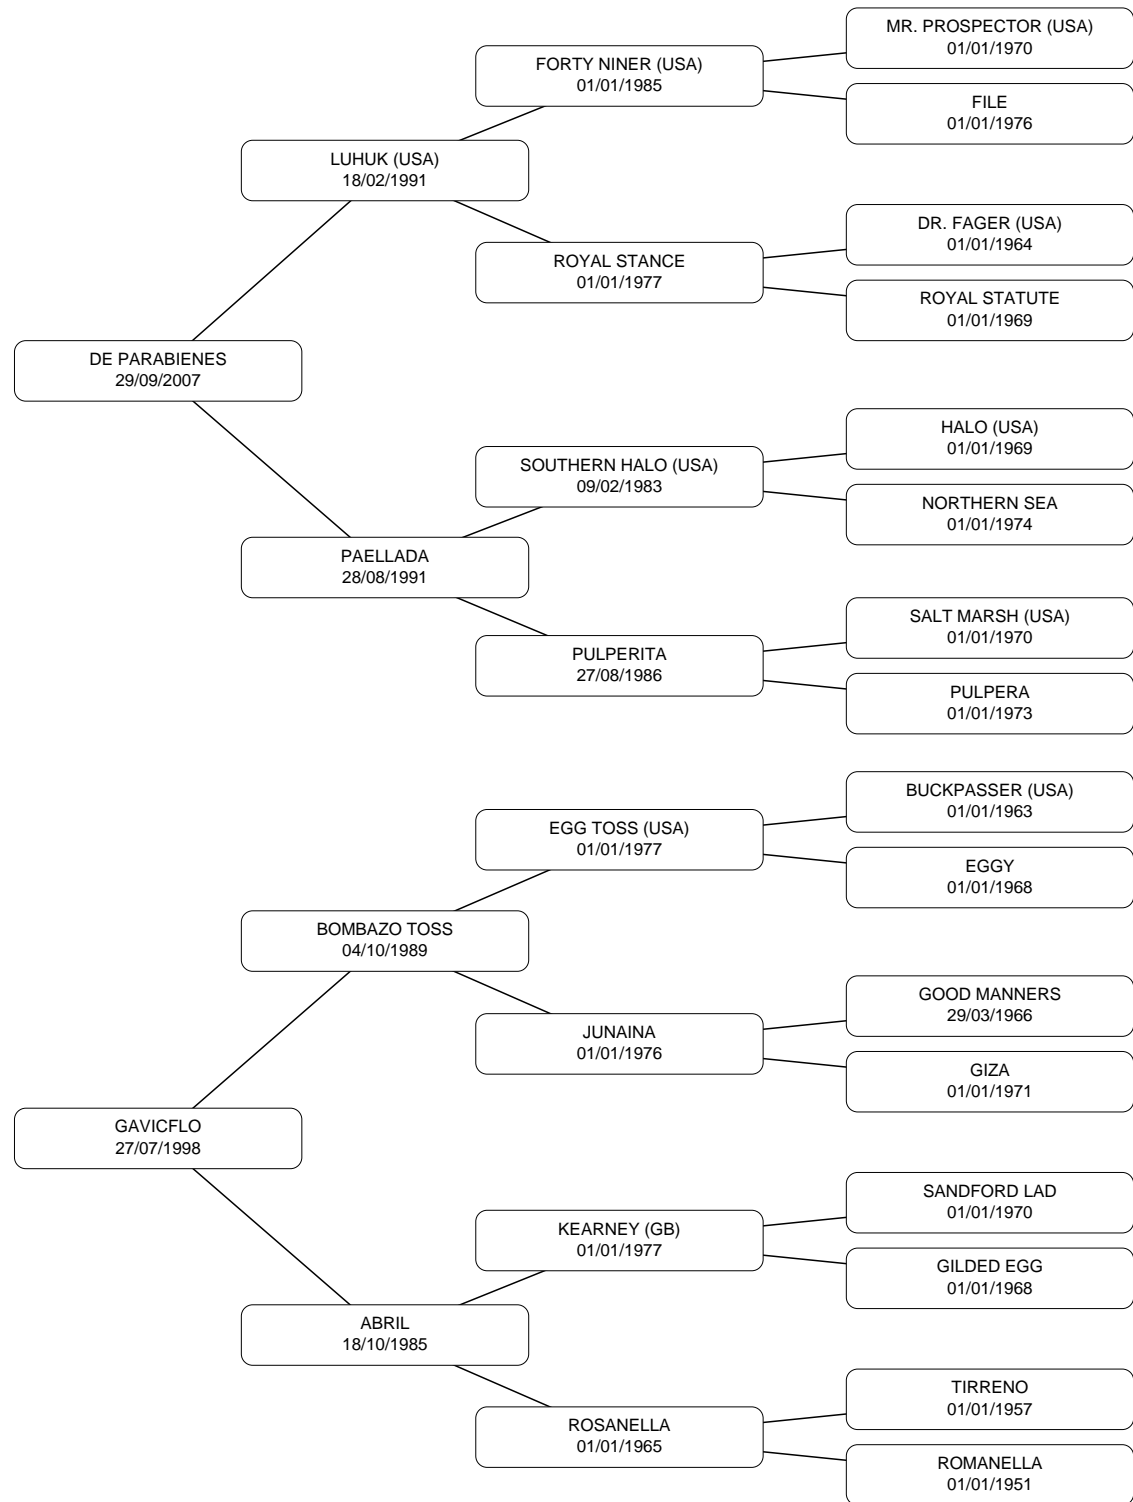 MR. PROSPECTOR (USA)
01/01/1970
FORTY NINER (USA)
01/01/1985
FILE
01/01/1976
LUHUK (USA)
18/02/1991
DR. FAGER (USA)
01/01/1964
ROYAL STANCE
01/01/1977
ROYAL STATUTE
01/01/1969
DE PARABIENES
29/09/2007
HALO (USA)
01/01/1969
SOUTHERN HALO (USA)
09/02/1983
NORTHERN SEA
01/01/1974
PAELLADA
28/08/1991
SALT MARSH (USA)
01/01/1970
PULPERITA
27/08/1986
PULPERA
01/01/1973
BUCKPASSER (USA)
01/01/1963
EGG TOSS (USA)
01/01/1977
EGGY
01/01/1968
BOMBAZO TOSS
04/10/1989
GOOD MANNERS
29/03/1966
JUNAINA
01/01/1976
GIZA
01/01/1971
GAVICFLO
27/07/1998
SANDFORD LAD
01/01/1970
KEARNEY (GB)
01/01/1977
GILDED EGG
01/01/1968
ABRIL
18/10/1985
TIRRENO
01/01/1957
ROSANELLA
01/01/1965
ROMANELLA
01/01/1951